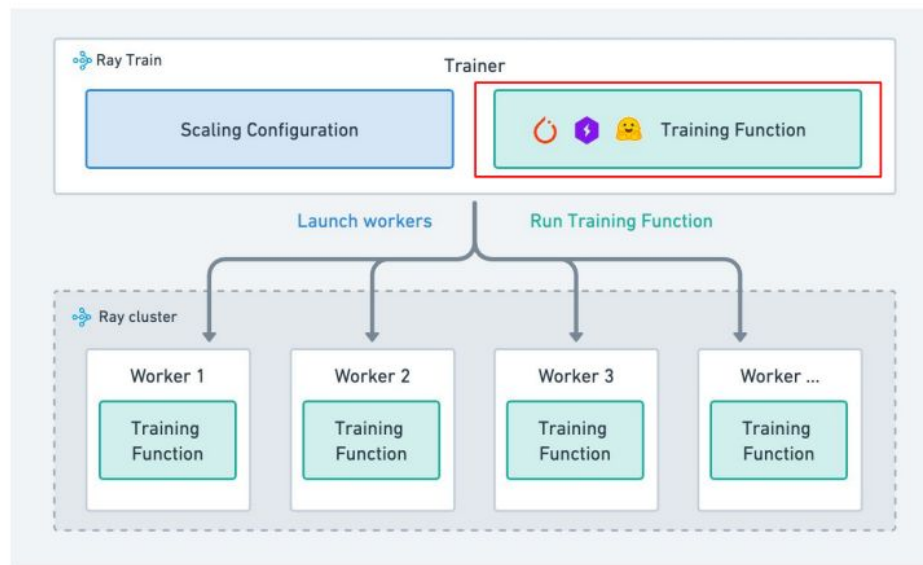 Ray Train
Trainer
Scaling Configuration
Training Function
Launch workers
Run Training Function
Ray cluster
Worker 1
Training
Function
Worker 2
Training
Function
Worker 3
Training
Function
Worker ...
Training
Function